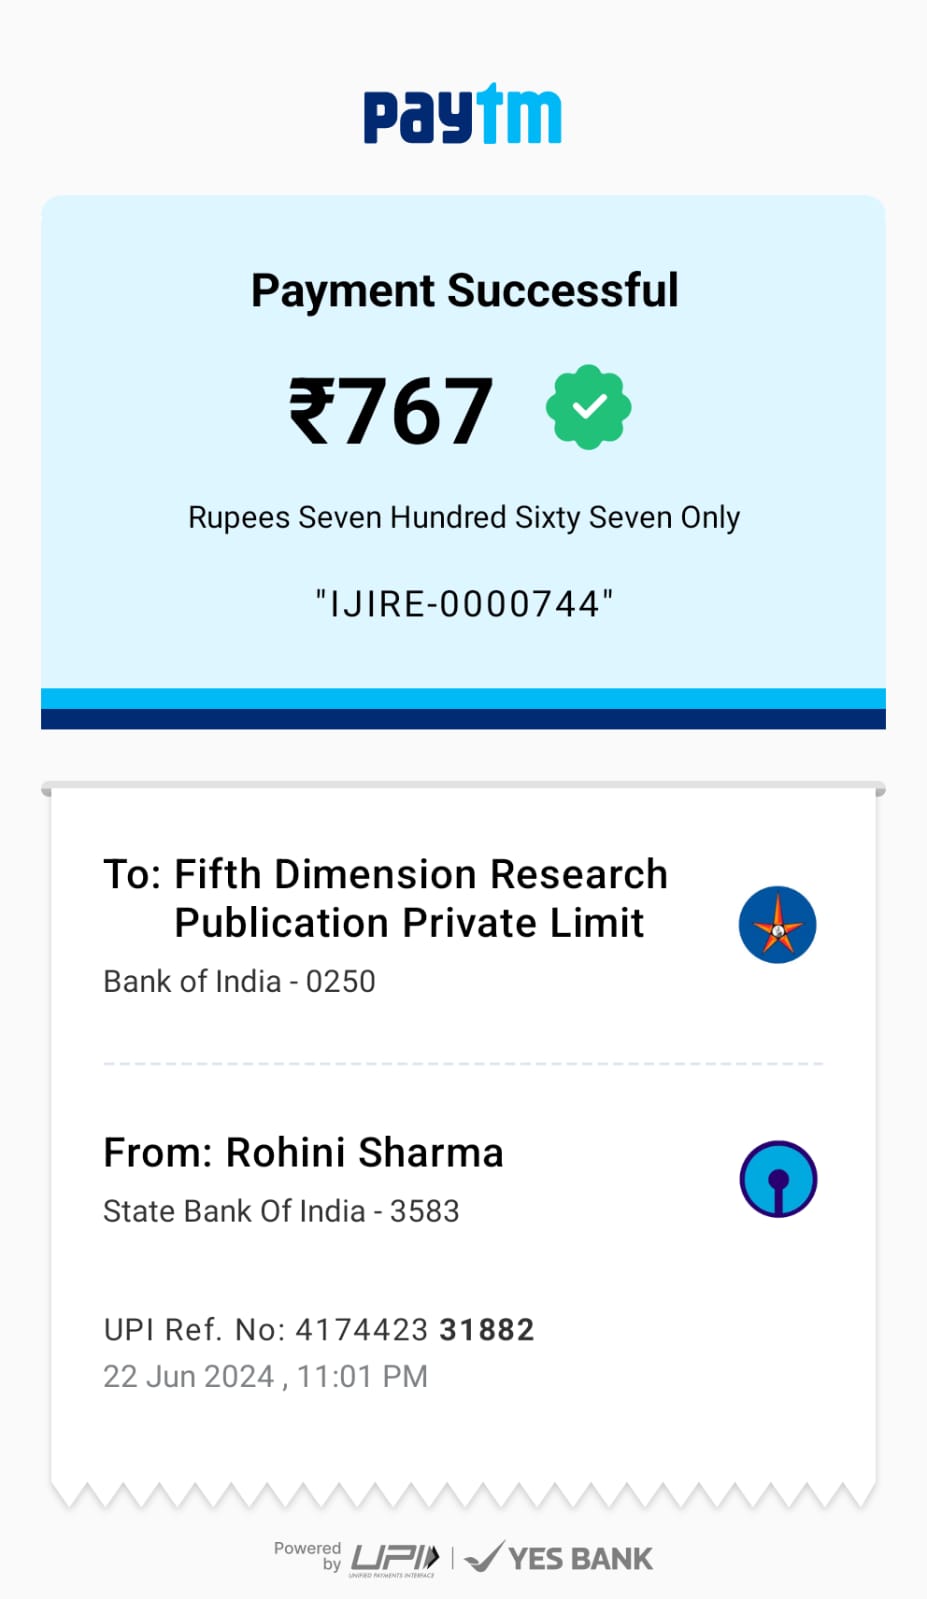 paytm
Payment Successful
₹767
Rupees Seven Hundred Sixty Seven Only
"IJIRE-0000744"
To: Fifth Dimension Research
Publication Private Limit
Bank of India - 0250
From: Rohini Sharma
State Bank Of India - 3583
UPI Ref. No: 4174423 31882
22 Jun 2024 , 11:01 PM
Powered
by
UPI
UNIFIED PAYMENTS INTERFACE
YES BANK